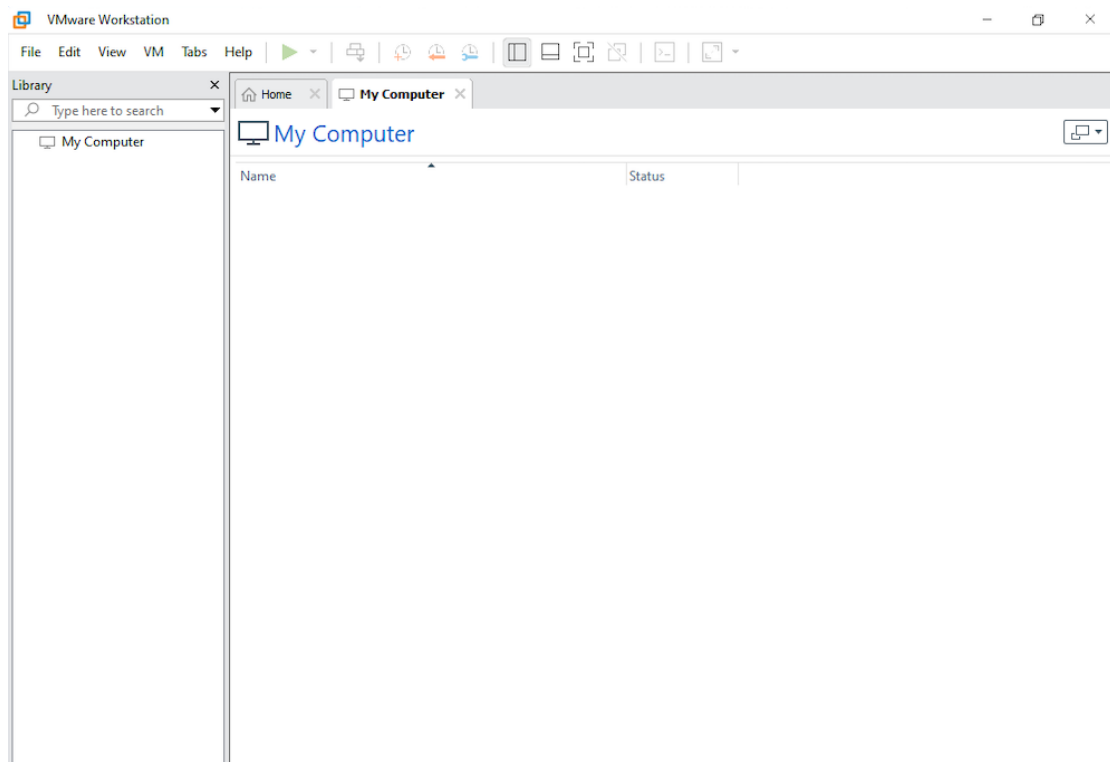 VMware Workstation
File Edit View VM Tabs Help
Library
Type here to search
My Computer
Home
My Computer
My Computer
Name Status